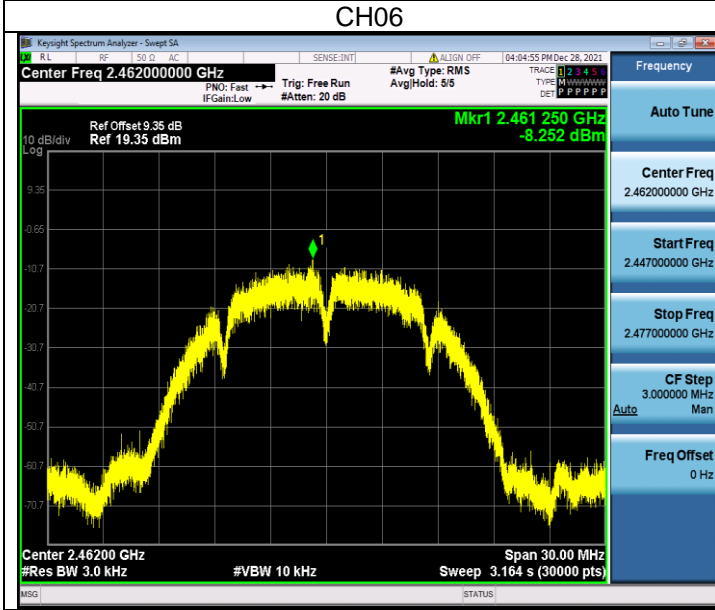 CH06
Keysight Spectrum Analyzer - Swept SA
RL RF 50 Ω AC SENSE:INT ALIGN OFF 04:04:55 PM Dec 28, 2021
Center Freq 2.462000000 GHz
PNO: Fast
IFGain:Low
Trig: Free Run
#Atten: 20 dB
#Avg Type: RMS
Avg|Hold: 5/5
TRACE 1 2 3 4 5 6
TYPE M W W W W W
DET P P P P P P
Ref Offset 9.35 dB
10 dB/div Ref 19.35 dBm
Log
Mkr1 2.461 250 GHz
-8.252 dBm
9.35
-0.65
-10.7
-20.7
-30.7
-40.7
-50.7
-60.7
-70.7
1
Center 2.46200 GHz Span 30.00 MHz
#Res BW 3.0 kHz #VBW 10 kHz Sweep 3.164 s (30000 pts)
MSG STATUS
Frequency
Auto Tune
Center Freq
2.462000000 GHz
Start Freq
2.447000000 GHz
Stop Freq
2.477000000 GHz
CF Step
3.000000 MHz
Auto Man
Freq Offset
0 Hz